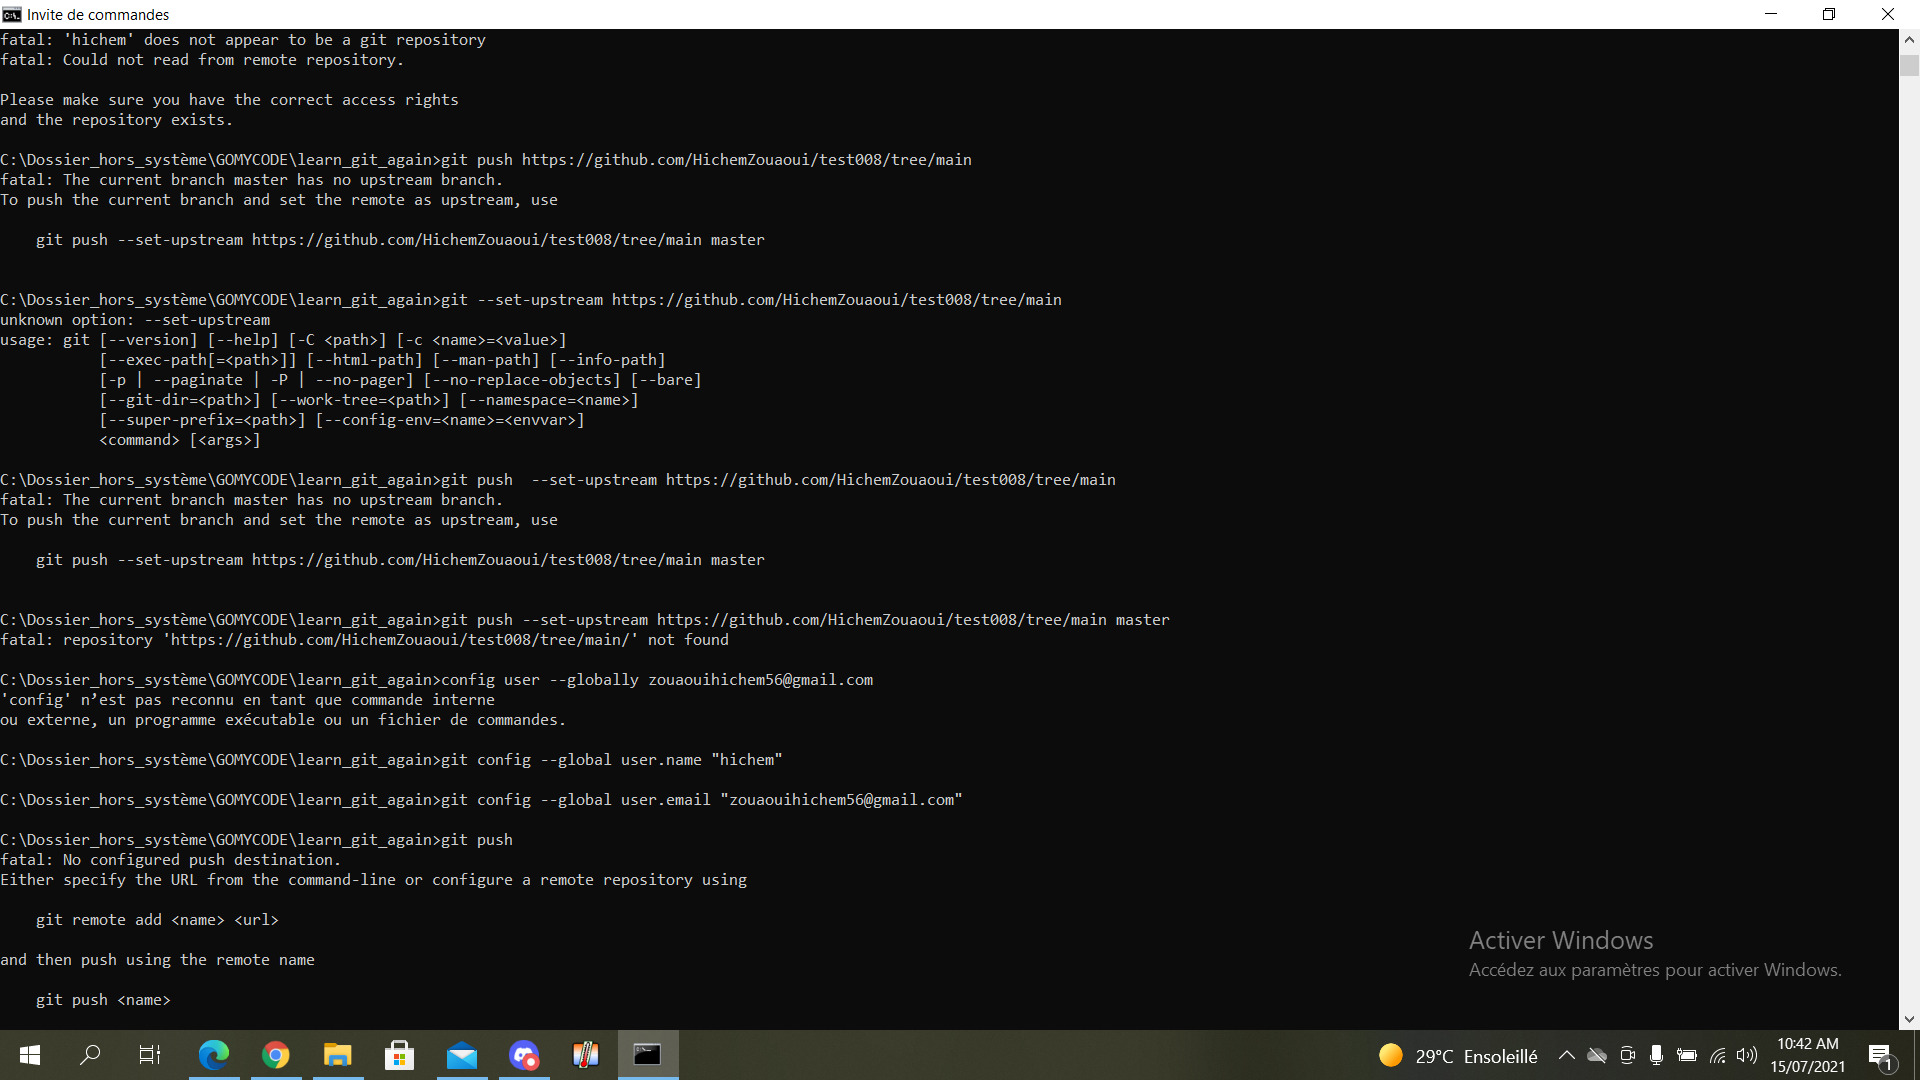 Invite de commandes
fatal: 'hichem' does not appear to be a git repository
fatal: Could not read from remote repository.
Please make sure you have the correct access rights
and the repository exists.
C:\Dossier_hors_système\GOMYCODE\learn_git_again>git push https://github.com/HichemZouaoui/test008/tree/main
fatal: The current branch master has no upstream branch.
To push the current branch and set the remote as upstream, use
    git push --set-upstream https://github.com/HichemZouaoui/test008/tree/main master
C:\Dossier_hors_système\GOMYCODE\learn_git_again>git --set-upstream https://github.com/HichemZouaoui/test008/tree/main
unknown option: --set-upstream
usage: git [--version] [--help] [-C <path>] [-c <name>=<value>]
           [--exec-path[=<path>]] [--html-path] [--man-path] [--info-path]
           [-p | --paginate | -P | --no-pager] [--no-replace-objects] [--bare]
           [--git-dir=<path>] [--work-tree=<path>] [--namespace=<name>]
           [--super-prefix=<path>] [--config-env=<name>=<envvar>]
           <command> [<args>]
C:\Dossier_hors_système\GOMYCODE\learn_git_again>git push  --set-upstream https://github.com/HichemZouaoui/test008/tree/main
fatal: The current branch master has no upstream branch.
To push the current branch and set the remote as upstream, use
    git push --set-upstream https://github.com/HichemZouaoui/test008/tree/main master
C:\Dossier_hors_système\GOMYCODE\learn_git_again>git push --set-upstream https://github.com/HichemZouaoui/test008/tree/main master
fatal: repository 'https://github.com/HichemZouaoui/test008/tree/main/' not found
C:\Dossier_hors_système\GOMYCODE\learn_git_again>config user --globally zouaouihichem56@gmail.com
'config' n’est pas reconnu en tant que commande interne
ou externe, un programme exécutable ou un fichier de commandes.
C:\Dossier_hors_système\GOMYCODE\learn_git_again>git config --global user.name "hichem"
C:\Dossier_hors_système\GOMYCODE\learn_git_again>git config --global user.email "zouaouihichem56@gmail.com"
C:\Dossier_hors_système\GOMYCODE\learn_git_again>git push
fatal: No configured push destination.
Either specify the URL from the command-line or configure a remote repository using
    git remote add <name> <url>
and then push using the remote name
    git push <name>
Activer Windows
Accédez aux paramètres pour activer Windows.
29°C Ensoleillé
10:42 AM
15/07/2021
1